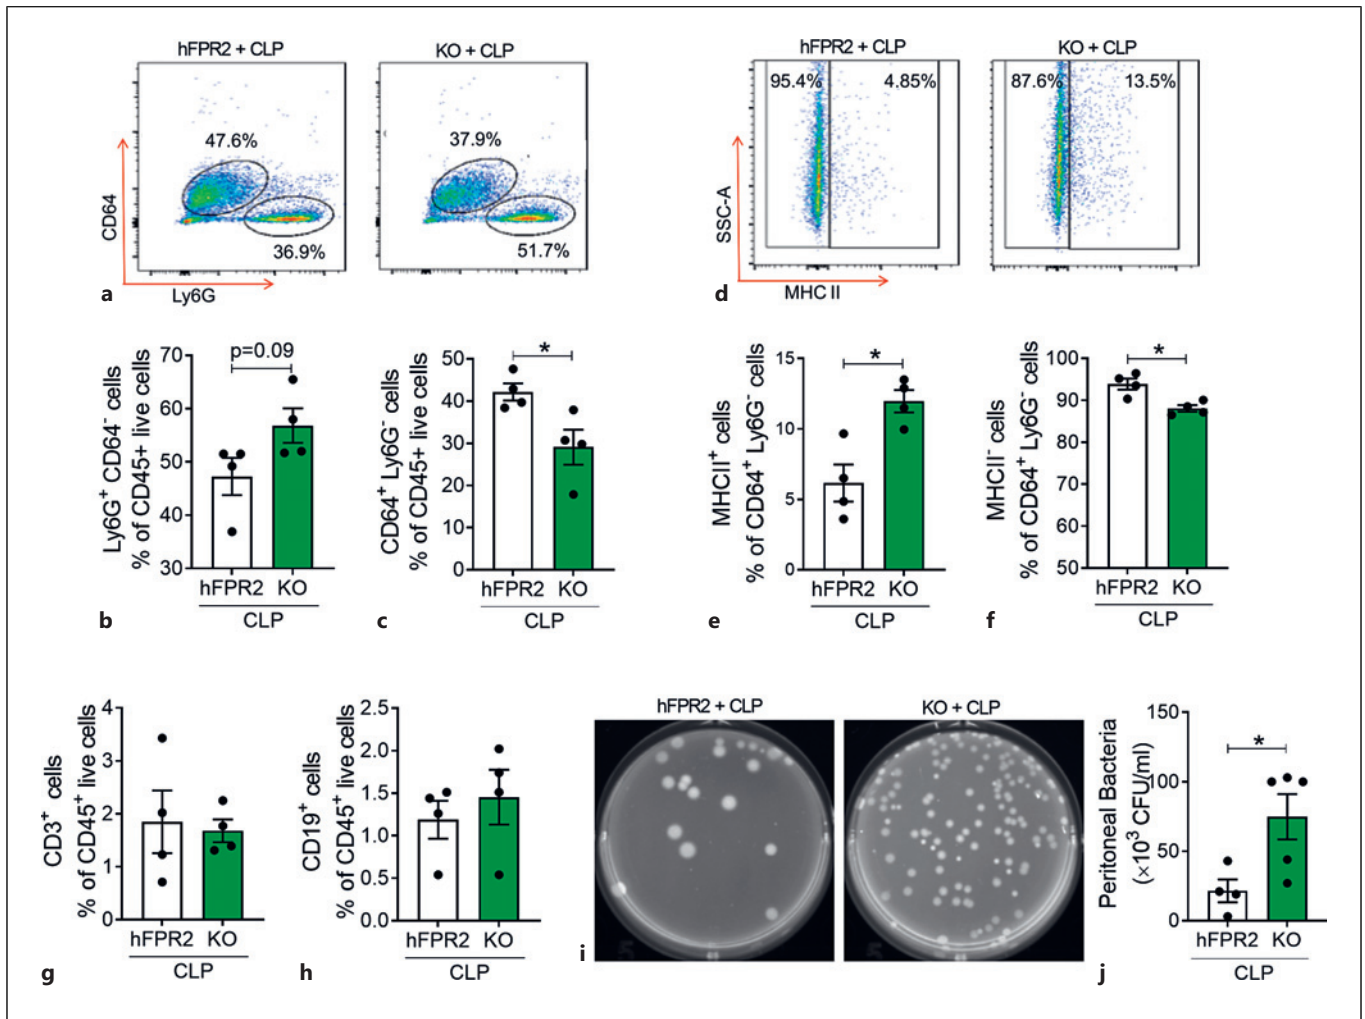 hFPR2 + CLP
KO + CLP
47.6%
36.9%
37.9%
51.7%
CD64
Ly6G
a
hFPR2 + CLP
KO + CLP
95.4%
4.85%
87.6%
13.5%
SSC-A
MHC II
d
Ly6G+ CD64- cells
% of CD45+ live cells
70
60
50
40
30
p=0.09
hFPR2 KO
CLP
b
CD64+ Ly6G- cells
% of CD45+ live cells
50
40
30
20
10
0
*
hFPR2 KO
CLP
c
MHCII+ cells
% of CD64+ Ly6G- cells
15
10
5
0
*
hFPR2 KO
CLP
e
MHCII- cells
% of CD64+ Ly6G- cells
100
90
80
70
60
50
*
hFPR2 KO
CLP
f
CD3+ cells
% of CD45+ live cells
4
3
2
1
0
hFPR2 KO
CLP
g
CD19+ cells
% of CD45+ live cells
2.5
2.0
1.5
1.0
0.5
0.0
hFPR2 KO
CLP
h
hFPR2 + CLP
KO + CLP
i
Peritoneal Bacteria
(×10³ CFU/ml)
150
100
50
0
*
hFPR2 KO
CLP
j